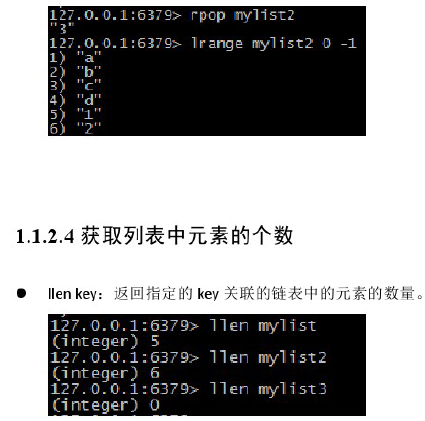 127.0.0.1:6379> rpop mylist2
"3"
127.0.0.1:6379> lrange mylist2 0 -1
1) "a"
2) "b"
3) "c"
4) "d"
5) "1"
6) "2"
1.1.2.4 获取列表中元素的个数
● llen key：返回指定的 key 关联的链表中的元素的数量。
127.0.0.1:6379> llen mylist
(integer) 5
127.0.0.1:6379> llen mylist2
(integer) 6
127.0.0.1:6379> llen mylist3
(integer) 0